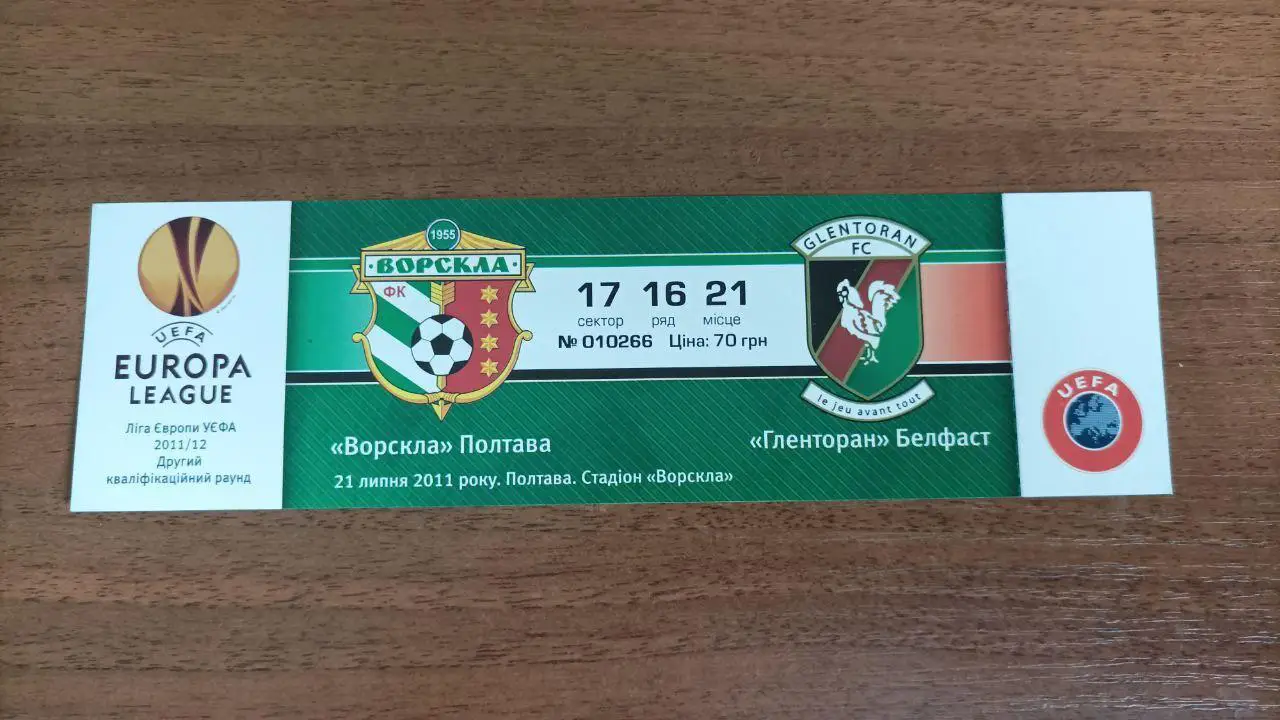 UEFA
EUROPA
LEAGUE
Ліга Європи УЄФА
2011/12
Другий
кваліфікаційний раунд
1955
ВОРСКЛА
ФК
17 16 21
сектор ряд місце
№ 010266 Ціна: 70 грн
GLENTORAN
FC
le jeu avant tout
«Ворскла» Полтава
«Гленторан» Белфаст
21 липня 2011 року. Полтава. Стадіон «Ворскла»
UEFA